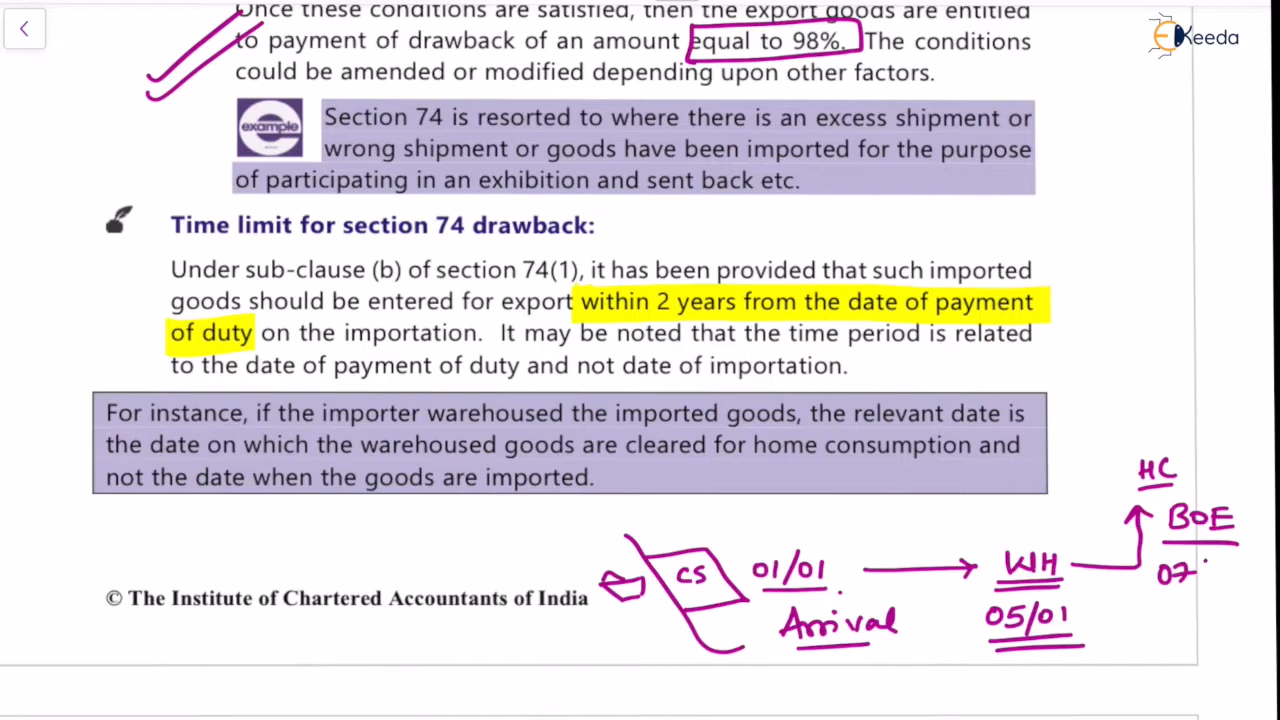 Once these conditions are satisfied, then the export goods are entitled
to payment of drawback of an amount equal to 98%. The conditions
could be amended or modified depending upon other factors.
Keeda
example
Section 74 is resorted to where there is an excess shipment or
wrong shipment or goods have been imported for the purpose
of participating in an exhibition and sent back etc.
Time limit for section 74 drawback:
Under sub-clause (b) of section 74(1), it has been provided that such imported
goods should be entered for export within 2 years from the date of payment
of duty on the importation. It may be noted that the time period is related
to the date of payment of duty and not date of importation.
For instance, if the importer warehoused the imported goods, the relevant date is
the date on which the warehoused goods are cleared for home consumption and
not the date when the goods are imported.
HC
BOE
07
CS 01/01 WH
Arrival 05/01
© The Institute of Chartered Accountants of India